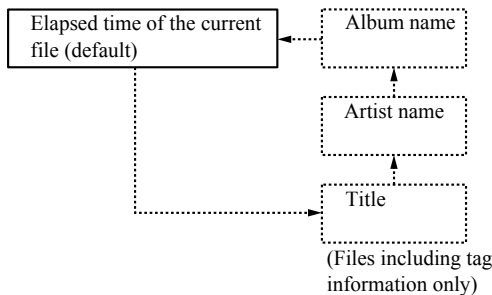 Elapsed time of the current
file (default)
Album name
Artist name
Title
(Files including tag
information only)